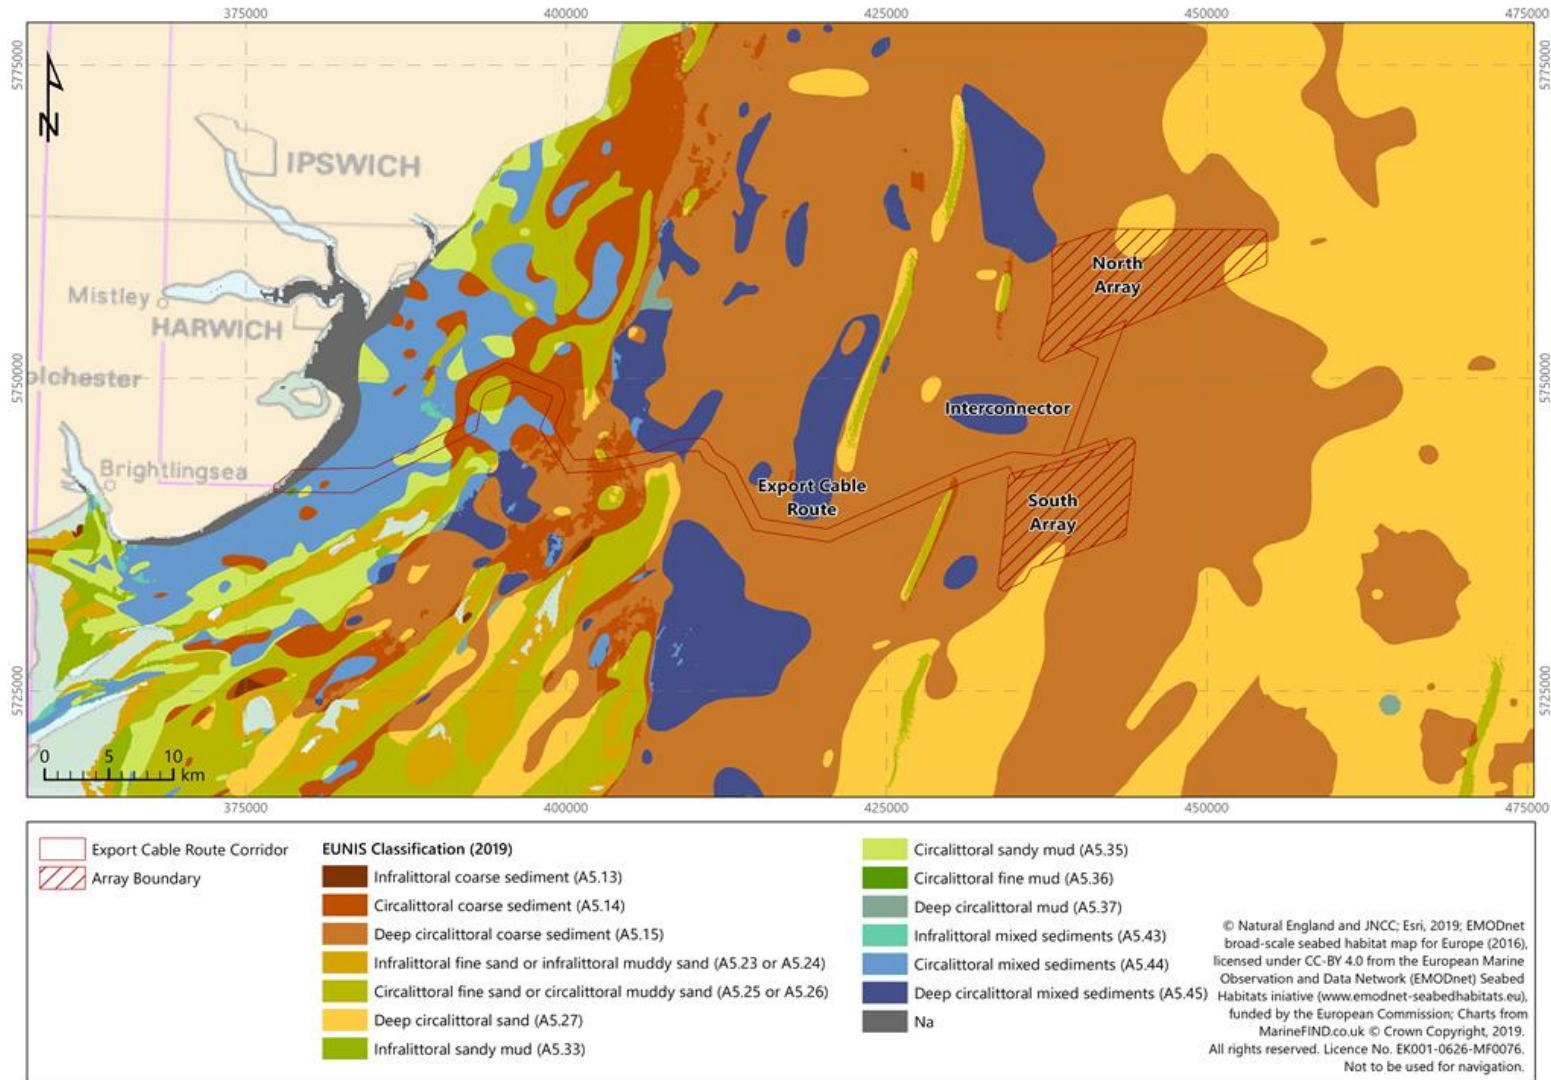 375000
400000
425000
450000
475000
5775000
5775000
N
IPSWICH
Mistley
HARWICH
North
Array
olchester
5750000
5750000
Interconnector
Brightlingsea
Export Cable
Route
South
Array
5725000
5725000
0 5 10
km
375000
400000
425000
450000
475000
Export Cable Route Corridor
Array Boundary
EUNIS Classification (2019)
Infralittoral coarse sediment (A5.13)
Circalittoral coarse sediment (A5.14)
Deep circalittoral coarse sediment (A5.15)
Infralittoral fine sand or infralittoral muddy sand (A5.23 or A5.24)
Circalittoral fine sand or circalittoral muddy sand (A5.25 or A5.26)
Deep circalittoral sand (A5.27)
Infralittoral sandy mud (A5.33)
Circalittoral sandy mud (A5.35)
Circalittoral fine mud (A5.36)
Deep circalittoral mud (A5.37)
Infralittoral mixed sediments (A5.43)
Circalittoral mixed sediments (A5.44)
Deep circalittoral mixed sediments (A5.45)
Na
© Natural England and JNCC; Esri, 2019; EMODnet
broad-scale seabed habitat map for Europe (2016),
licensed under CC-BY 4.0 from the European Marine
Observation and Data Network (EMODnet) Seabed
Habitats iniative (www.emodnet-seabedhabitats.eu),
funded by the European Commission; Charts from
MarineFIND.co.uk © Crown Copyright, 2019.
All rights reserved. Licence No. EK001-0626-MF0076.
Not to be used for navigation.